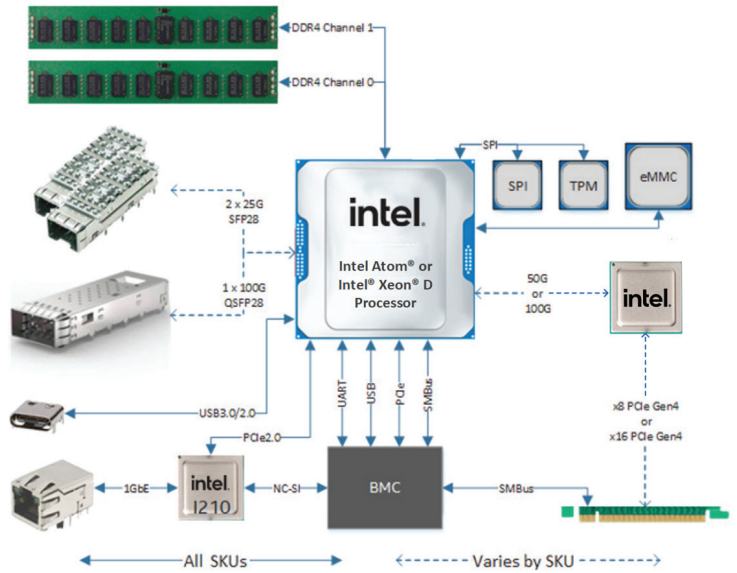 DDR4 Channel 1
DDR4 Channel 0
SPI
SPI
TPM
eMMC
2 x 25G
SFP28
intel.
Intel Atom® or
Intel® Xeon® D
Processor
1 x 100G
QSFP28
50G
or
100G
intel.
USB3.0/2.0
UART
USB
PCIe
SMBus
x8 PCIe Gen4
or
x16 PCIe Gen4
PCIe2.0
1GbE
intel.
I210
NC-SI
BMC
SMBus
All SKUs
Varies by SKU